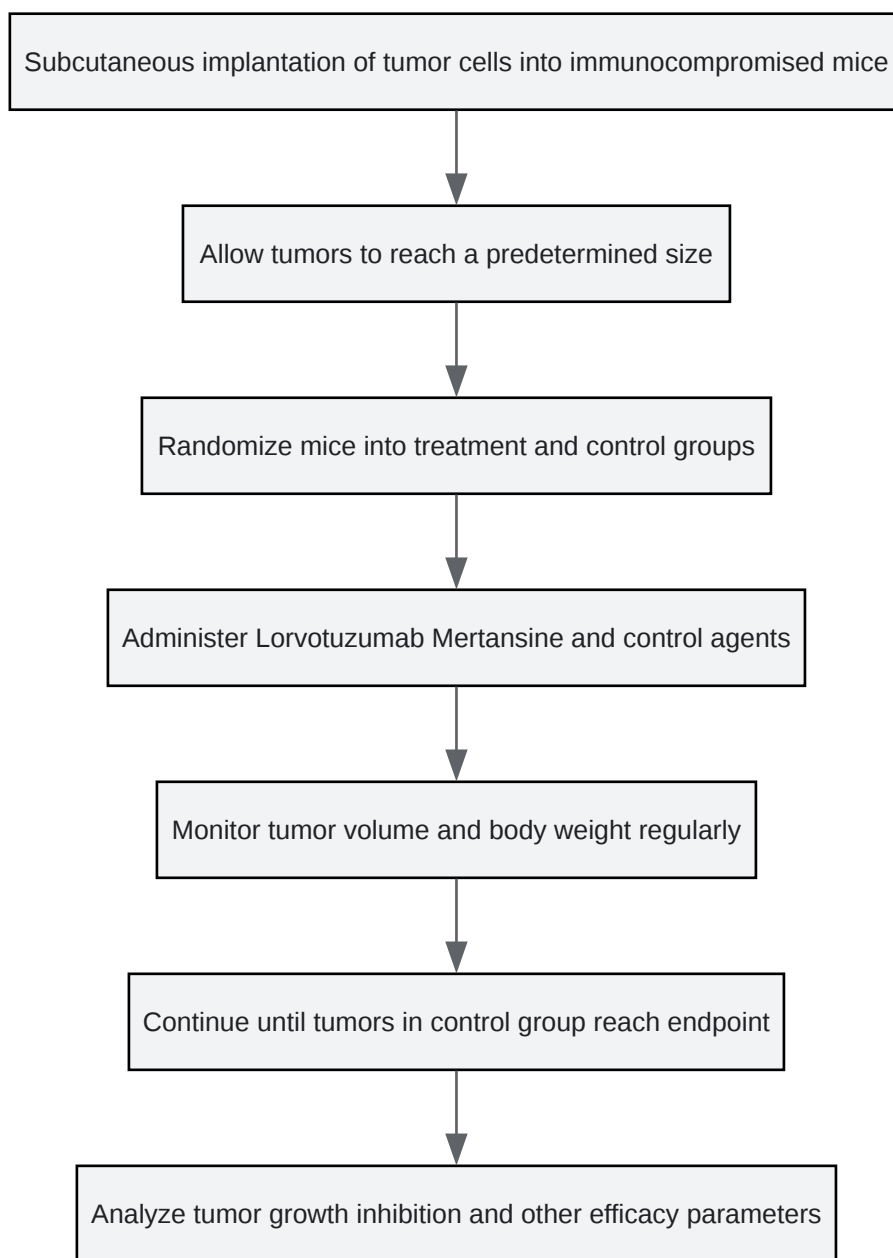 Subcutaneous implantation of tumor cells into immunocompromised mice
Allow tumors to reach a predetermined size
Randomize mice into treatment and control groups
Administer Lorvotuzumab Mertansine and control agents
Monitor tumor volume and body weight regularly
Continue until tumors in control group reach endpoint
Analyze tumor growth inhibition and other efficacy parameters